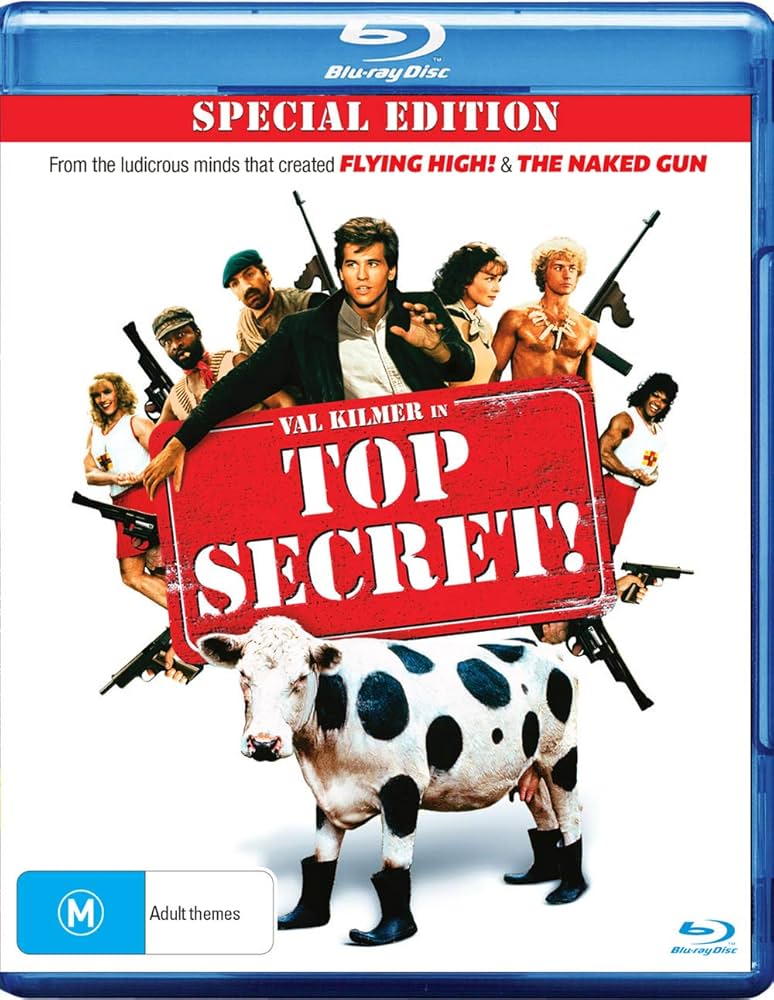 Blu-ray Disc™
SPECIAL EDITION
From the ludicrous minds that created FLYING HIGH! & THE NAKED GUN
VAL KILMER IN
TOP
SECRET!
M Adult themes
Blu-ray Disc